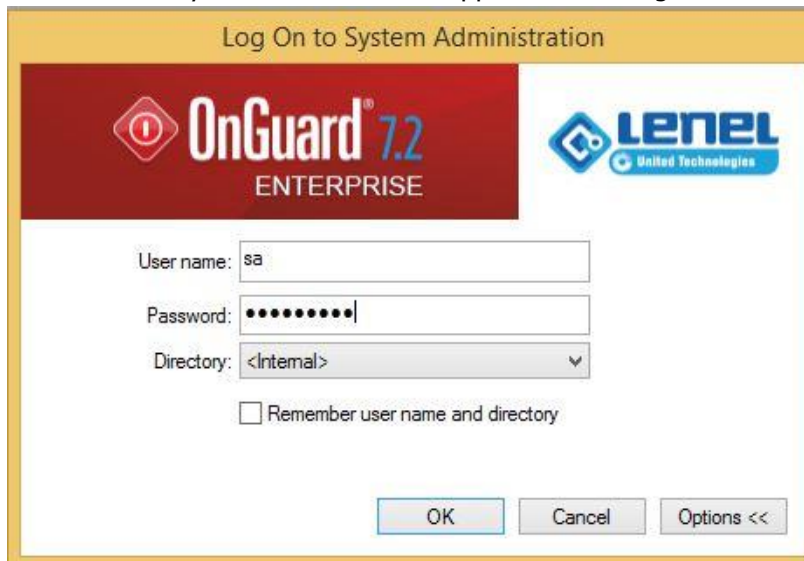 Log On to System Administration
OnGuard® 7.2
ENTERPRISE
LENEL
United Technologies
User name: sa
Password: •••••••••
Directory: <Internal>
Remember user name and directory
OK Cancel Options <<